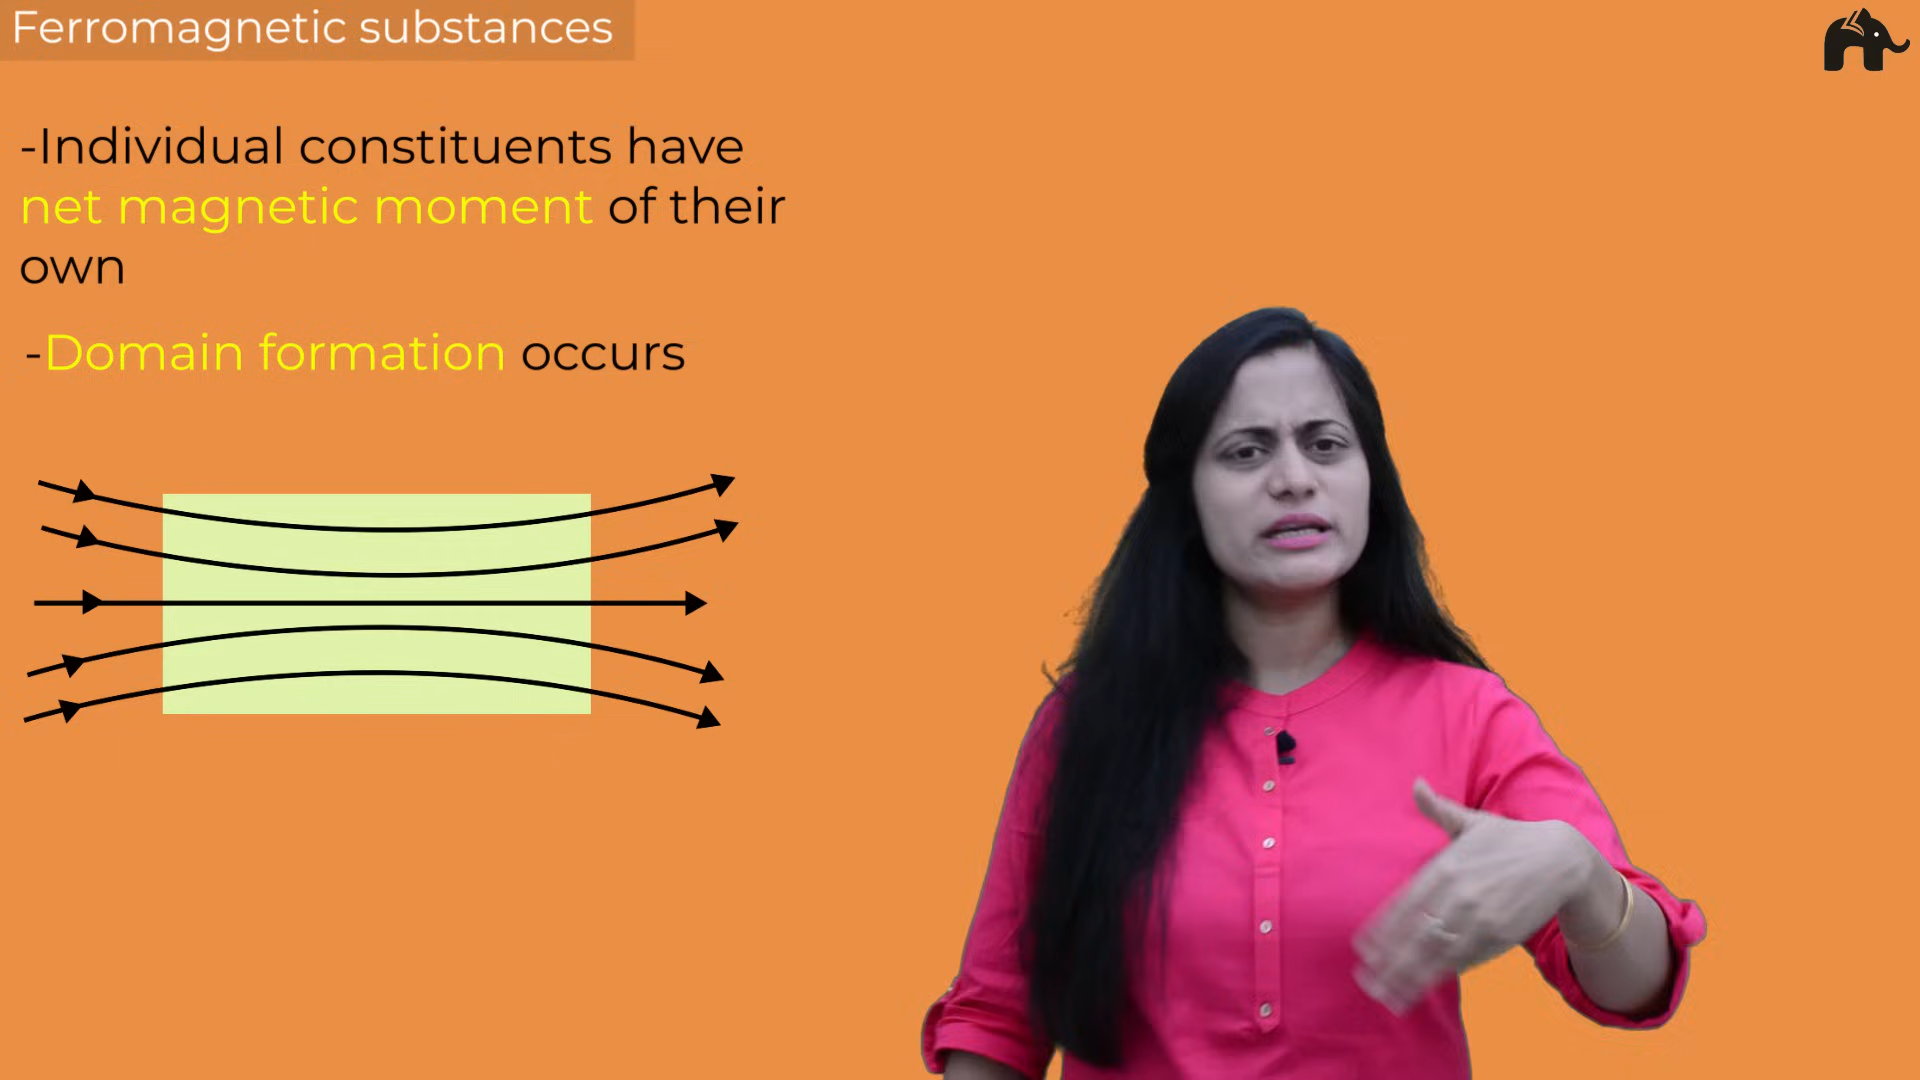 Ferromagnetic substances
-Individual constituents have
net magnetic moment of their
own
-Domain formation occurs